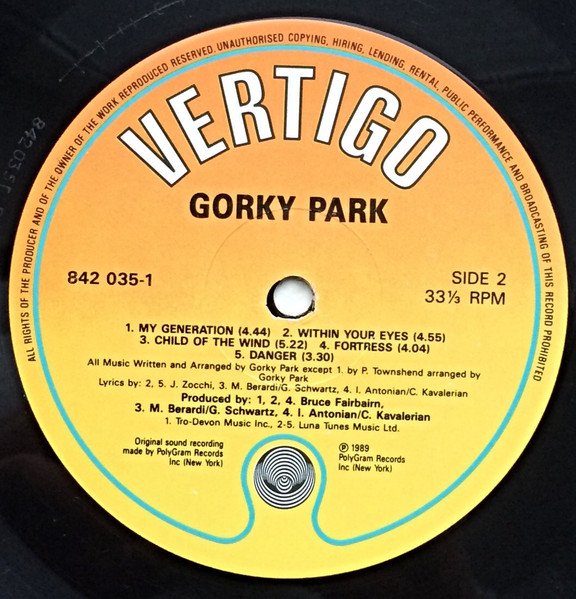 ALL RIGHTS OF THE PRODUCER AND OF THE OWNER OF THE WORK REPRODUCED RESERVED. UNAUTHORISED COPYING, HIRING, LENDING, RENTAL, PUBLIC PERFORMANCE AND BROADCASTING OF THIS RECORD PROHIBITED
VERTIGO
GORKY PARK
842 035-1
SIDE 2
33⅓ RPM
1. MY GENERATION (4.44) 2. WITHIN YOUR EYES (4.55)
3. CHILD OF THE WIND (5.22) 4. FORTRESS (4.04)
5. DANGER (3.30)
All Music Written and Arranged by Gorky Park except 1. by P. Townshend arranged by
Gorky Park
Lyrics by: 2, 5. J. Zocchi, 3. M. Berardi/G. Schwartz, 4. I. Antonian/C. Kavalerian
Produced by: 1, 2, 4. Bruce Fairbairn,
3. M. Berardi/G. Schwartz, 4. I. Antonian/C. Kavalerian
1. Tro-Devon Music Inc., 2-5. Luna Tunes Music Ltd.
Original sound recording
made by PolyGram Records
Inc (New York)
℗ 1989
PolyGram Records
Inc (New York)